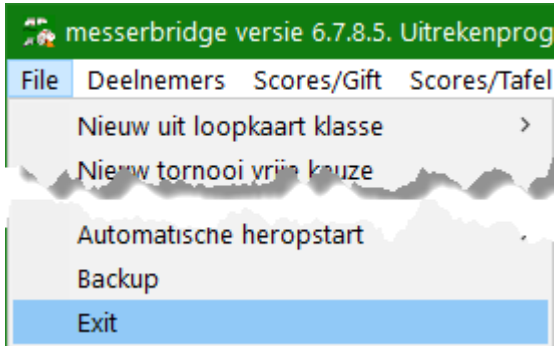 messerbridge versie 6.7.8.5. Uitrekenprog
File Deelnemers Scores/Gift Scores/Tafel
Nieuw uit loopkaart klasse
Nieuw tornooi vrije keuze
Automatische heropstart
Backup
Exit